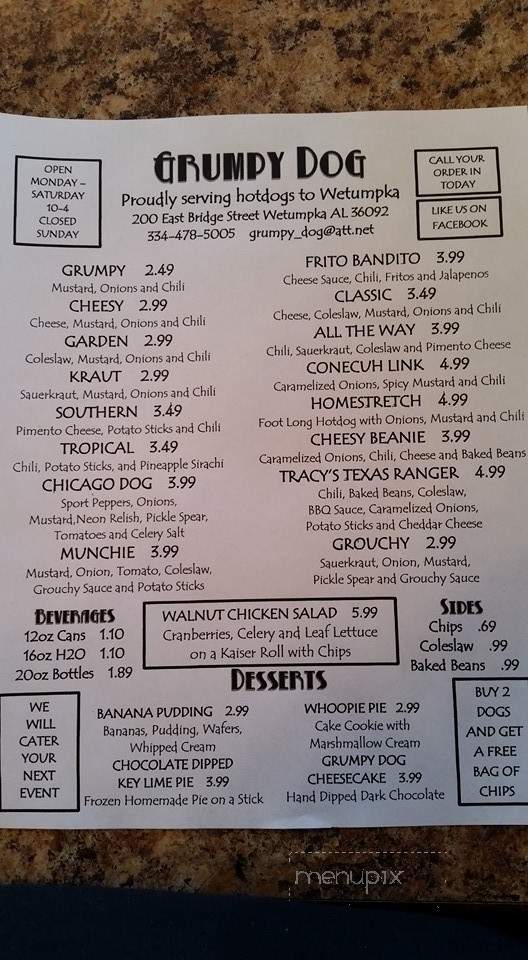 OPEN
MONDAY –
SATURDAY
10-4
CLOSED
SUNDAY
GRUMPY DOG
Proudly serving hotdogs to Wetumpka
200 East Bridge Street Wetumpka AL 36092
334-478-5005 grumpy_dog@att.net
CALL YOUR
ORDER IN
TODAY
LIKE US ON
FACEBOOK
GRUMPY 2.49
Mustard, Onions and Chili
CHEESY 2.99
Cheese, Mustard, Onions and Chili
GARDEN 2.99
Coleslaw, Mustard, Onions and Chili
KRAUT 2.99
Sauerkraut, Mustard, Onions and Chili
SOUTHERN 3.49
Pimento Cheese, Potato Sticks and Chili
TROPICAL 3.49
Chili, Potato Sticks, and Pineapple Sirachi
CHICAGO DOG 3.99
Sport Peppers, Onions,
Mustard,Neon Relish, Pickle Spear,
Tomatoes and Celery Salt
MUNCHIE 3.99
Mustard, Onion, Tomato, Coleslaw,
Grouchy Sauce and Potato Sticks
FRITO BANDITO 3.99
Cheese Sauce, Chili, Fritos and Jalapenos
CLASSIC 3.49
Cheese, Coleslaw, Mustard, Onions and Chili
ALL THE WAY 3.99
Chili, Sauerkraut, Coleslaw and Pimento Cheese
CONECUH LINK 4.99
Caramelized Onions, Spicy Mustard and Chili
HOMESTRETCH 4.99
Foot Long Hotdog with Onions, Mustard and Chili
CHEESY BEANIE 3.99
Caramelized Onions, Chili, Cheese and Baked Beans
TRACY'S TEXAS RANGER 4.99
Chili, Baked Beans, Coleslaw,
BBQ Sauce, Caramelized Onions,
Potato Sticks and Cheddar Cheese
GROUCHY 2.99
Sauerkraut, Onion, Mustard,
Pickle Spear and Grouchy Sauce
BEVERAGES
12oz Cans 1.10
16oz H2O 1.10
20oz Bottles 1.89
WALNUT CHICKEN SALAD 5.99
Cranberries, Celery and Leaf Lettuce
on a Kaiser Roll with Chips
SIDES
Chips .69
Coleslaw .99
Baked Beans .99
DESSERTS
WE
WILL
CATER
YOUR
NEXT
EVENT
BANANA PUDDING 2.99
Bananas, Pudding, Wafers,
Whipped Cream
CHOCOLATE DIPPED
KEY LIME PIE 3.99
Frozen Homemade Pie on a Stick
WHOOPIE PIE 2.99
Cake Cookie with
Marshmallow Cream
GRUMPY DOG
CHEESECAKE 3.99
Hand Dipped Dark Chocolate
BUY 2
DOGS
AND GET
A FREE
BAG OF
CHIPS
menupix